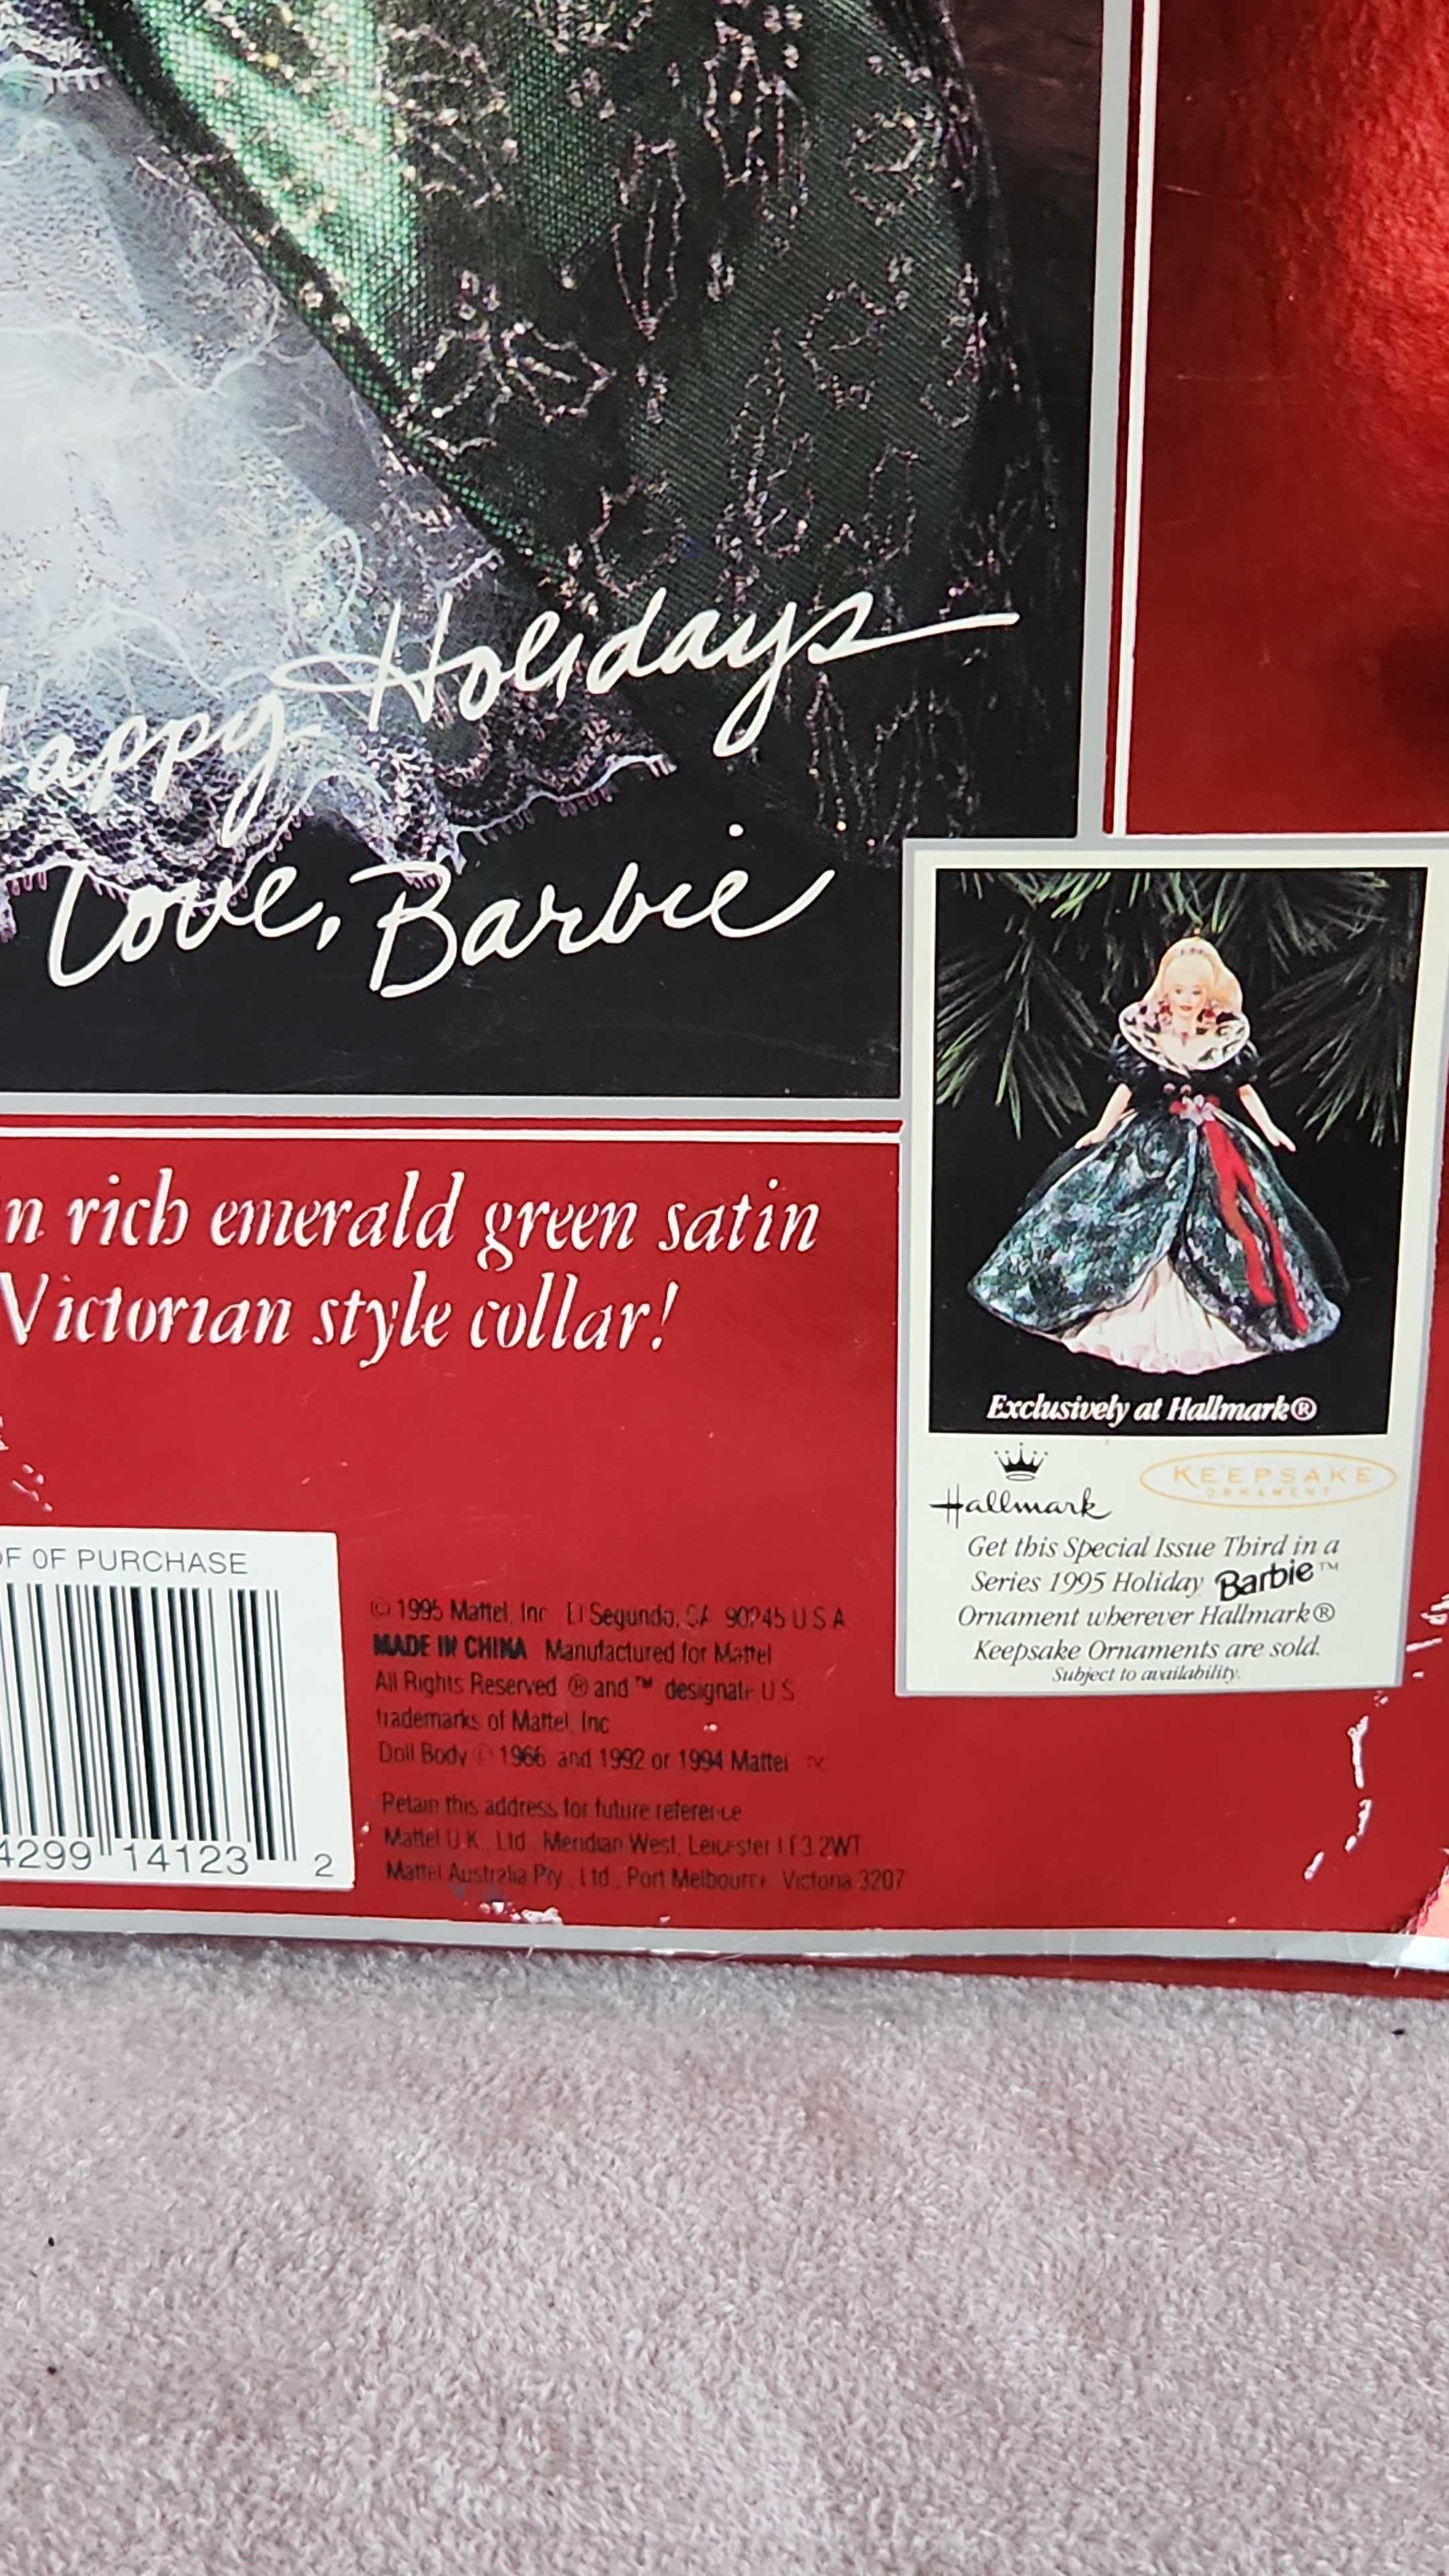 Happy Holidays
Love, Barbie
n rich emerald green satin
Victorian style collar!
Exclusively at Hallmark®
Hallmark
KEEPSAKE
ORNAMENT
Get this Special Issue Third in a
Series 1995 Holiday Barbie™
Ornament wherever Hallmark®
Keepsake Ornaments are sold.
Subject to availability.
OF OF PURCHASE
4299 14123 2
© 1995 Mattel, Inc El Segundo, CA 90245 U S A
MADE IN CHINA Manufactured for Mattel
All Rights Reserved ® and ™ designate U S
trademarks of Mattel, Inc
Doll Body © 1966 and 1992 or 1994 Mattel
Retain this address for future reference
Mattel U K , Ltd Meridian West, Leicester LE3 2WT
Mattel Australia Pty , Ltd , Port Melbourne Victoria 3207